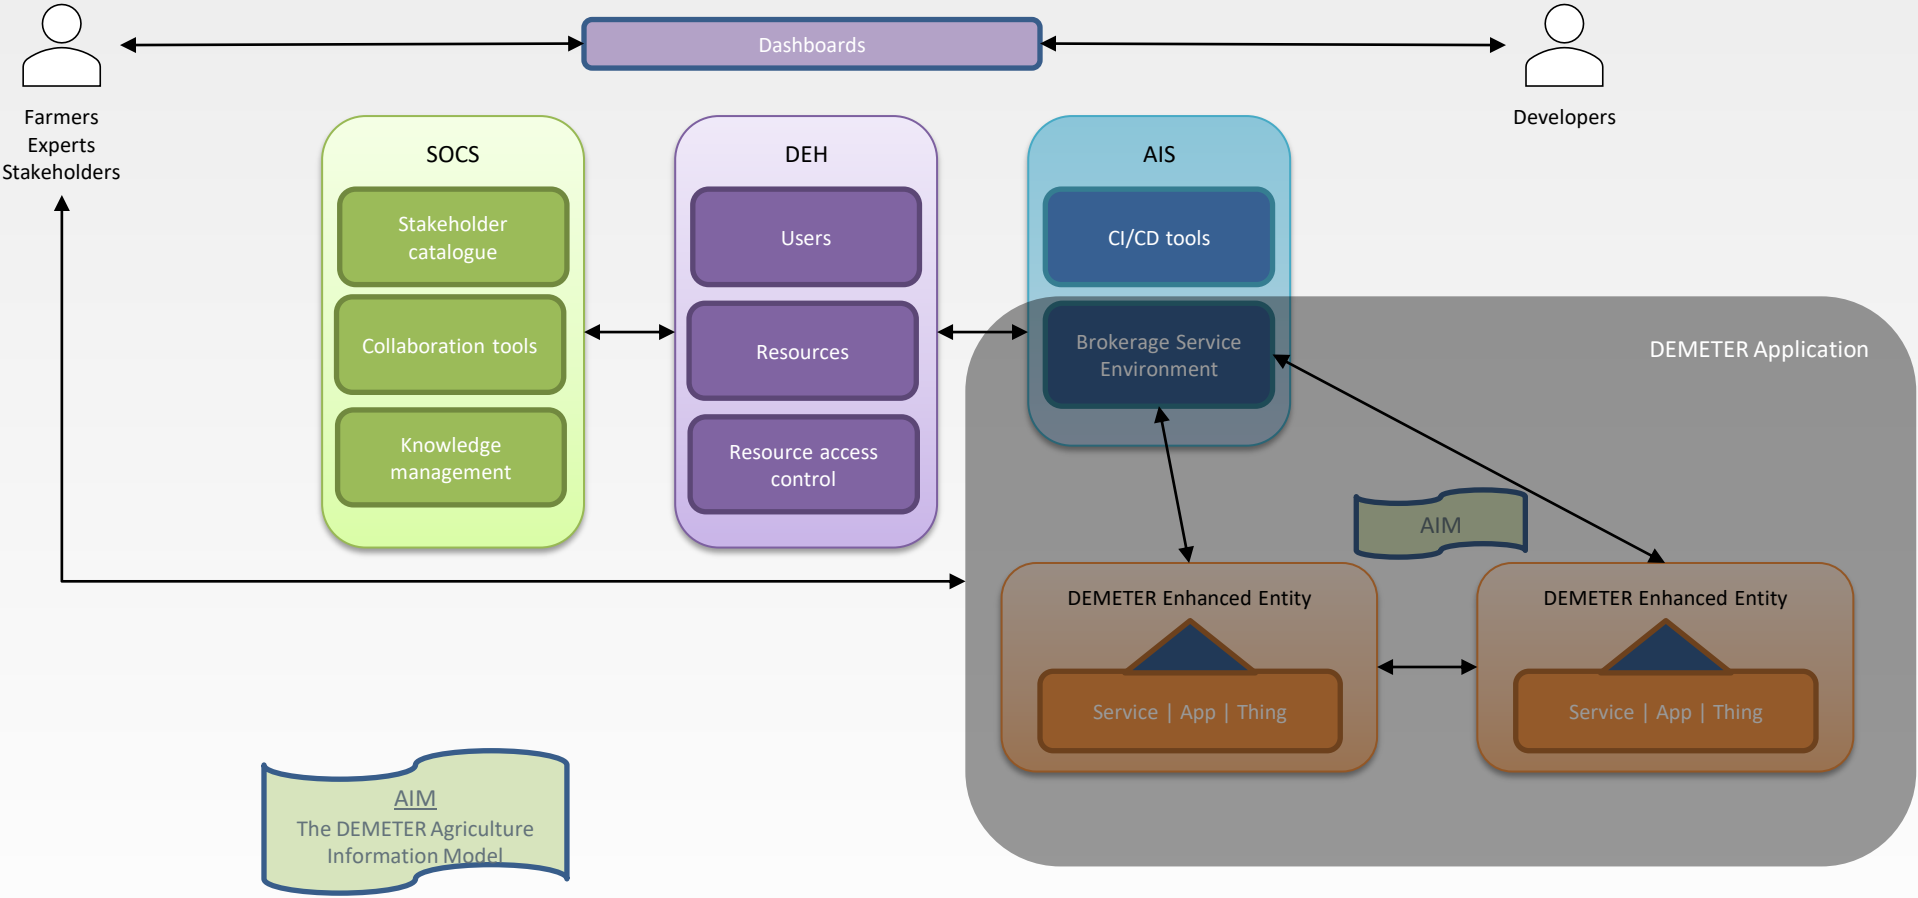 Dashboards
Farmers
Experts
Stakeholders
Developers
SOCS
Stakeholder
catalogue
Collaboration tools
Knowledge
management
DEH
Users
Resources
Resource access
control
AIS
CI/CD tools
Brokerage Service
Environment
DEMETER Application
AIM
DEMETER Enhanced Entity
Service | App | Thing
DEMETER Enhanced Entity
Service | App | Thing
AIM
The DEMETER Agriculture
Information Model